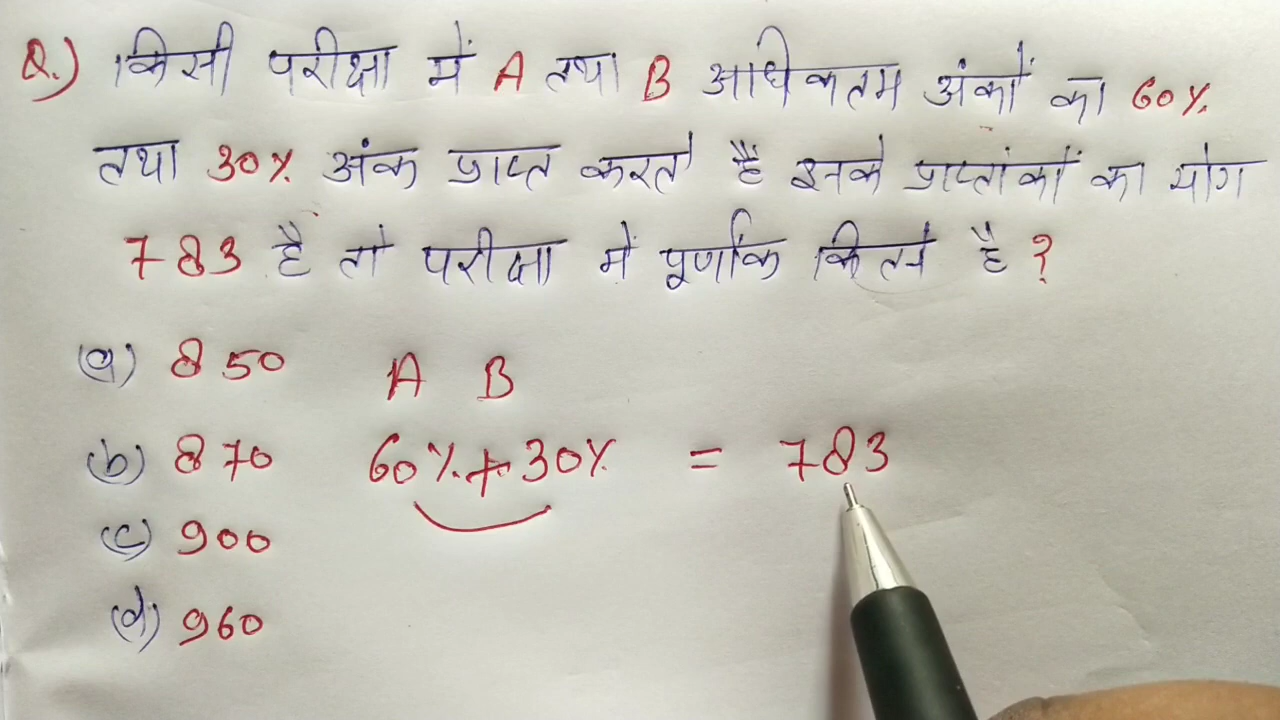 Q.) किसी परीक्षा में A तथा B अधिकतम अंकों का 60%
तथा 30% अंक प्राप्त करते है इनके प्राप्तांकों का योग
783 है तो परीक्षा में पूर्णांक कितने है ?
(a) 850
A B
(b) 870
60% + 30% = 783
(c) 900
(d) 960